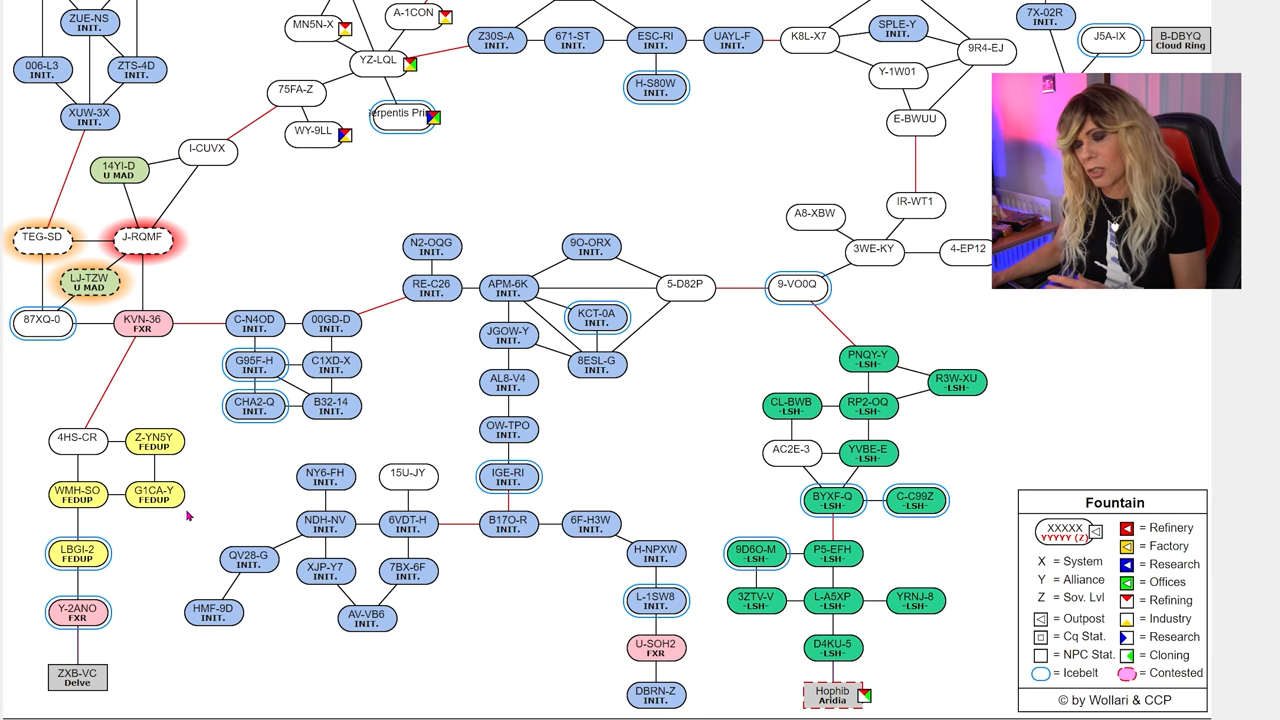 ZUE-NS
INIT.
MN5N-X
A-1CON
Z30S-A
INIT.
671-ST
INIT.
ESC-RI
INIT.
UAYL-F
INIT.
K8L-X7
SPLE-Y
INIT.
9R4-EJ
7X-02R
INIT.
J5A-IX
B-DBYQ
Cloud Ring
006-L3
INIT.
ZTS-4D
INIT.
YZ-LQL
H-S80W
INIT.
Y-1W01
XUW-3X
INIT.
75FA-Z
WY-9LL
erpentis Pri
E-BWUU
I-CUVX
14YI-D
U MAD
IR-WT1
A8-XBW
TEG-SD
J-RQMF
N2-OQG
INIT.
9O-ORX
INIT.
3WE-KY
4-EP12
LJ-TZW
U MAD
RE-C26
INIT.
APM-6K
INIT.
5-D82P
9-VO0Q
87XQ-0
KVN-36
FXR
C-N4OD
INIT.
00GD-D
INIT.
KCT-0A
INIT.
JGOW-Y
INIT.
G95F-H
INIT.
C1XD-X
INIT.
8ESL-G
INIT.
PNQY-Y
-LSH-
R3W-XU
-LSH-
AL8-V4
INIT.
CHA2-Q
INIT.
B32-14
INIT.
CL-BWB
-LSH-
RP2-OQ
-LSH-
4HS-CR
Z-YN5Y
FEDUP
OW-TPO
INIT.
AC2E-3
YVBE-E
-LSH-
WMH-SO
FEDUP
G1CA-Y
FEDUP
NY6-FH
INIT.
15U-JY
IGE-RI
INIT.
BYXF-Q
-LSH-
C-C99Z
-LSH-
NDH-NV
INIT.
6VDT-H
INIT.
B17O-R
INIT.
6F-H3W
INIT.
LBGI-2
FEDUP
QV28-G
INIT.
XJP-Y7
INIT.
7BX-6F
INIT.
H-NPXW
INIT.
9D6O-M
-LSH-
P5-EFH
-LSH-
Y-2ANO
FXR
HMF-9D
INIT.
AV-VB6
INIT.
L-1SW8
INIT.
3ZTV-V
-LSH-
L-A5XP
-LSH-
YRNJ-8
-LSH-
U-SOH2
FXR
D4KU-5
-LSH-
ZXB-VC
Delve
DBRN-Z
INIT.
Hophib
Aridia
Fountain
XXXXX
YYYYY (Z)
X = System
Y = Alliance
Z = Sov. Lvl
= Outpost
= Cq Stat.
= NPC Stat.
= Icebelt
= Refinery
= Factory
= Research
= Offices
= Refining
= Industry
= Research
= Cloning
= Contested
© by Wollari & CCP